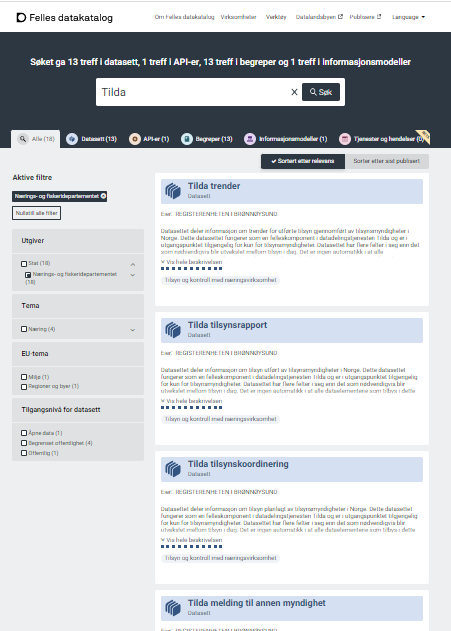 Felles datakatalog
Om Felles datakatalog Virksomheter Verktøy Datalandsbyen Publisere Language
Søket ga 13 treff i datasett, 1 treff i API-er, 13 treff i begreper og 1 treff i informasjonsmodeller
Tilda Søk
Alle (18) Datasett (13) API-er (1) Begreper (13) Informasjonsmodeller (1) Tjenester og hendelser (0)
Sortert etter relevans Sorter etter sist publisert
Aktive filtre
Nærings- og fiskeridepartementet
Nullstill alle filter
Utgiver
Stat (18)
Nærings- og fiskeridepartementet
(18)
Tema
Næring (4)
EU-tema
Miljø (1)
Regioner og byer (1)
Tilgangsnivå for datasett
Åpne data (1)
Begrenset offentlighet (4)
Offentlig (1)
Tilda trender
Datasett
Eier: REGISTERENHETEN I BRØNNØYSUND
Datasettet deler informasjon om trender for utførte tilsyn gjennomført av tilsynsmyndigheter i
Norge. Dette datasettet fungerer som en felleskomponent i datadelingstjenesten Tilda og er i
utgangspunktet tilgjengelig for kun for tilsynsmyndigheter. Datasettet har flere felter i seg enn det
som nødvendigvis blir utvekslet mellom tilsyn i dag. Det er ingen automatikk i at alle
Vis hele beskrivelsen
Tilsyn og kontroll med næringsvirksomhet
Tilda tilsynsrapport
Datasett
Eier: REGISTERENHETEN I BRØNNØYSUND
Datasettet deler informasjon om tilsyn utført av tilsynsmyndigheter i Norge. Dette datasettet
fungerer som en felleskomponent i datadelingstjenesten Tilda og er i utgangspunktet tilgjengelig
for kun for tilsynsmyndigheter. Datasettet har flere felter i seg enn det som nødvendigvis blir
utvekslet mellom tilsyn i dag. Det er ingen automatikk i at alle dataelementene som tilbys i dette
Vis hele beskrivelsen
Tilsyn og kontroll med næringsvirksomhet
Tilda tilsynskoordinering
Datasett
Eier: REGISTERENHETEN I BRØNNØYSUND
Datasettet deler informasjon om tilsyn planlagt av tilsynsmyndigheter i Norge. Dette datasettet
fungerer som en felleskomponent i datadelingstjenesten Tilda og er i utgangspunktet tilgjengelig
for kun for tilsynsmyndigheter. Datasettet har flere felter i seg enn det som nødvendigvis blir
utvekslet mellom tilsyn i dag. Det er ingen automatikk i at alle dataelementene som tilbys i dette
Vis hele beskrivelsen
Tilsyn og kontroll med næringsvirksomhet
Tilda melding til annen myndighet
Datasett
Eier: REGISTERENHETEN I BRØNNØYSUND